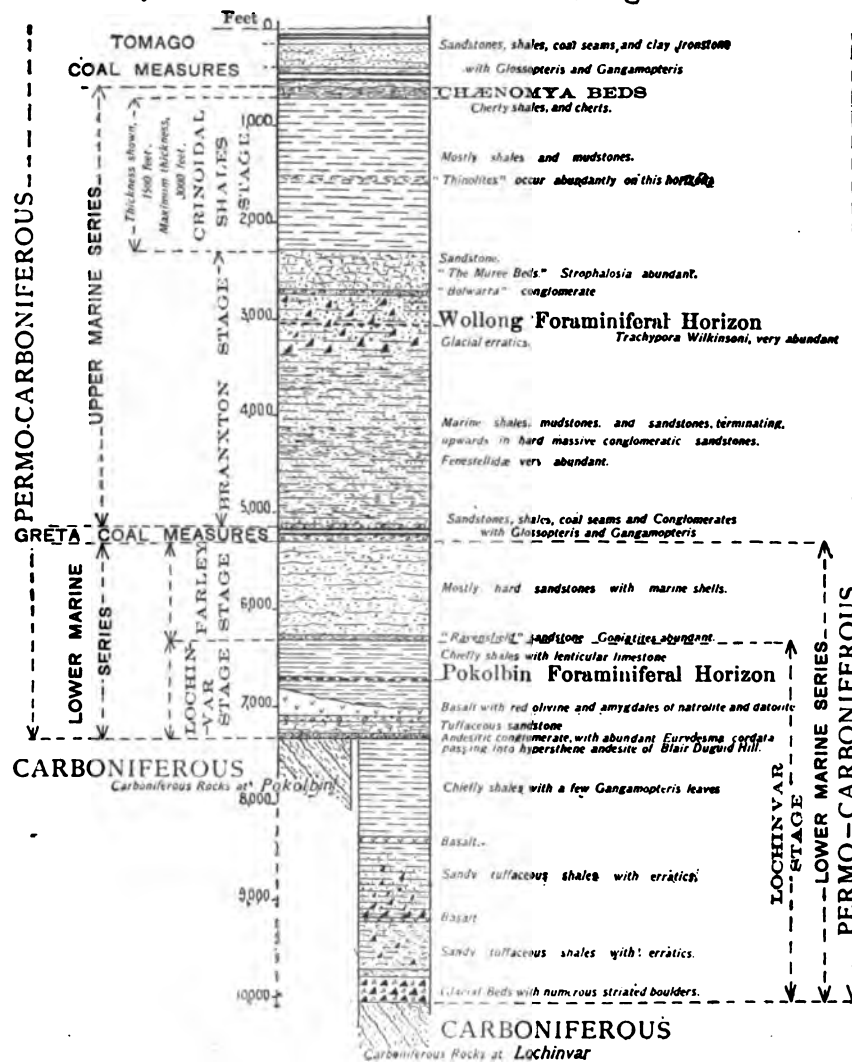 Feet 0
TOMAGO
COAL MEASURES
Sandstones, shales, coal seams, and clay ironstone
with Glossopteris and Gangamopteris
CHÆNOMYA BEDS
Cherty shales, and cherts.
1,000
Mostly shales and mudstones.
"Thinolites" occur abundantly on this horizon
2,000
Thickness shown,
1500 feet.
Maximum thickness,
3000 feet.
CRINOIDAL
SHALES
STAGE
Sandstone.
"The Muree Beds." Strophalosia abundant.
"Bolwarra" conglomerate
3,000
Wollong Foraminiferal Horizon
Trachypora Wilkinsoni, very abundant
Glacial erratics.
PERMO-CARBONIFEROUS
UPPER MARINE SERIES
BRANXTON STAGE
4,000
Marine shales, mudstones. and sandstones, terminating,
upwards in hard massive conglomeratic sandstones.
Fenestellidæ very abundant.
5,000
Sandstones, shales, coal seams and Conglomerates
with Glossopteris and Gangamopteris
GRETA COAL MEASURES
LOWER MARINE
SERIES
FARLEY
STAGE
Mostly hard sandstones with marine shells.
6,000
"Ravensfield" sandstone Goniatites abundant.
Chiefly shales with lenticular limestone
Pokolbin Foraminiferal Horizon
LOCHIN-
-VAR
STAGE
7,000
Basalt with red olivine and amygdales of natrolite and datolite
Tuffaceous sandstone
Andesitic conglomerate, with abundant Eurydesma cordata
passing into hypersthene andesite of Blair Duguid Hill.
CARBONIFEROUS
Carboniferous Rocks at Pokolbin
8,000
Chiefly shales with a few Gangamopteris leaves
Basalt.
Sandy tuffaceous shales with erratics.
9,000
Basalt
Sandy tuffaceous shales with erratics.
10,000
Glacial Beds with numerous striated boulders.
LOCHINVAR
STAGE
LOWER MARINE SERIES
PERMO-CARBONIFEROUS
CARBONIFEROUS
Carboniferous Rocks at Lochinvar